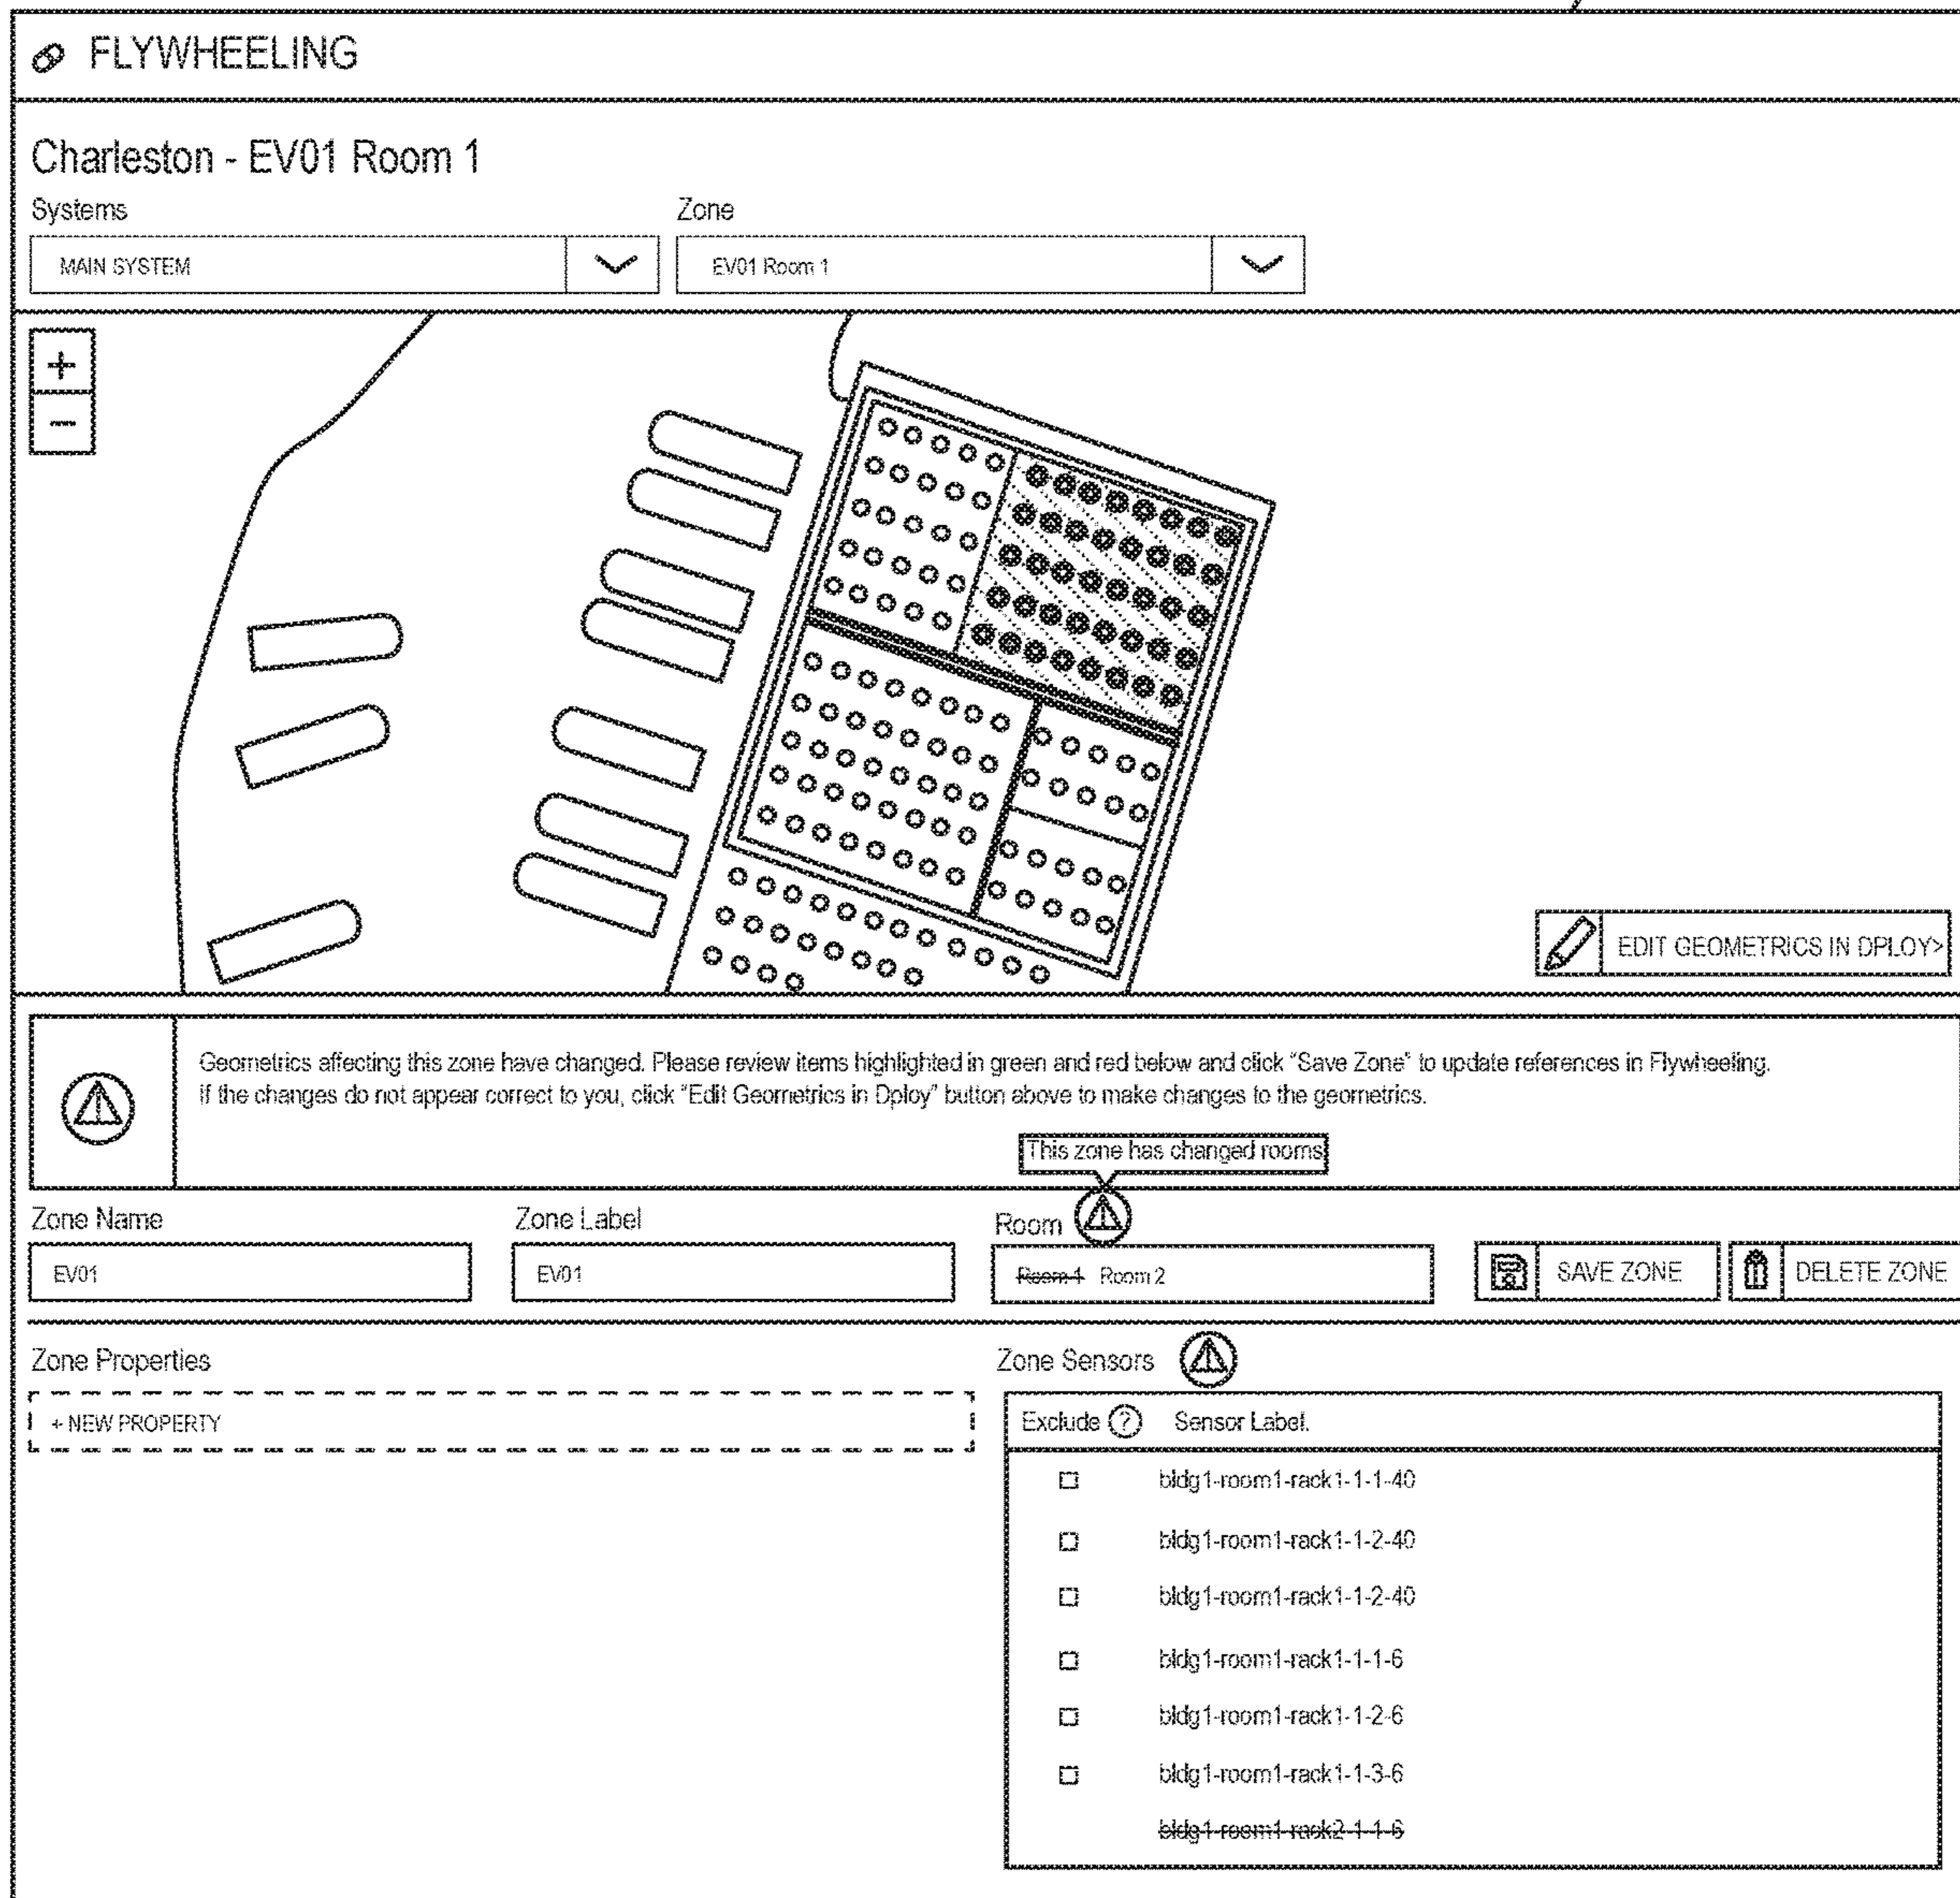 FLYWHEELING
Charleston - EV01 Room 1
Systems
Zone
MAIN SYSTEM
EV01 Room 1
+
−
EDIT GEOMETRICS IN DPLOY>
Geometrics affecting this zone have changed. Please review items highlighted in green and red below and click "Save Zone" to update references in Flywheeling.
If the changes do not appear correct to you, click "Edit Geometrics in Dploy" button above to make changes to the geometrics.
This zone has changed rooms
Zone Name
Zone Label
Room
EV01
EV01
Room 1 Room 2
SAVE ZONE
DELETE ZONE
Zone Properties
Zone Sensors
+ NEW PROPERTY
Exclude ? Sensor Label.
bldg1-room1-rack1-1-1-40
bldg1-room1-rack1-1-2-40
bldg1-room1-rack1-1-2-40
bldg1-room1-rack1-1-1-6
bldg1-room1-rack1-1-2-6
bldg1-room1-rack1-1-3-6
bldg1-room1-rack2-1-1-6